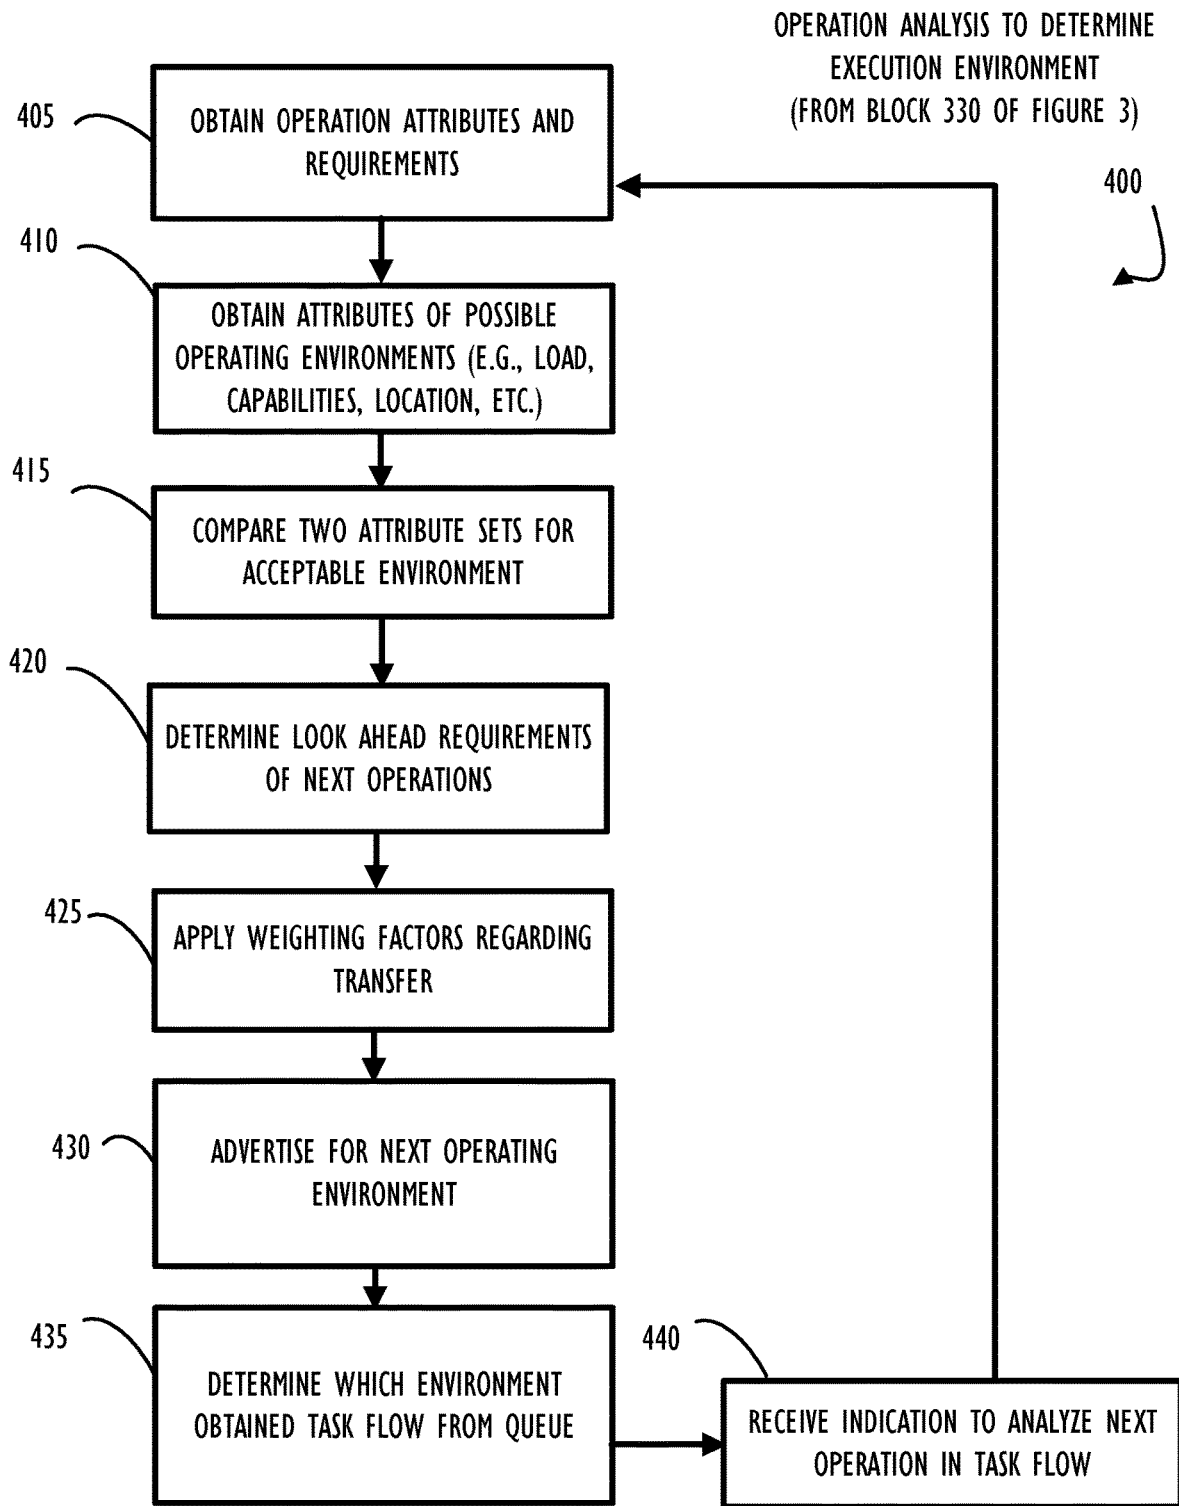 OPERATION ANALYSIS TO DETERMINE
EXECUTION ENVIRONMENT
(FROM BLOCK 330 OF FIGURE 3)
400
405
OBTAIN OPERATION ATTRIBUTES AND
REQUIREMENTS
410
OBTAIN ATTRIBUTES OF POSSIBLE
OPERATING ENVIRONMENTS (E.G., LOAD,
CAPABILITIES, LOCATION, ETC.)
415
COMPARE TWO ATTRIBUTE SETS FOR
ACCEPTABLE ENVIRONMENT
420
DETERMINE LOOK AHEAD REQUIREMENTS
OF NEXT OPERATIONS
425
APPLY WEIGHTING FACTORS REGARDING
TRANSFER
430
ADVERTISE FOR NEXT OPERATING
ENVIRONMENT
435
DETERMINE WHICH ENVIRONMENT
OBTAINED TASK FLOW FROM QUEUE
440
RECEIVE INDICATION TO ANALYZE NEXT
OPERATION IN TASK FLOW